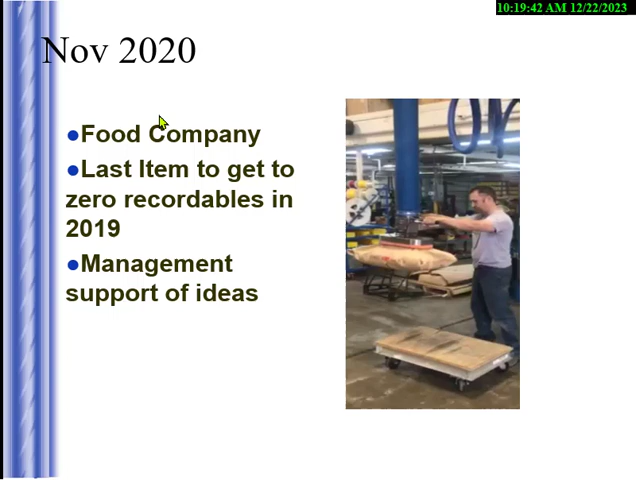 10:19:42 AM 12/22/2023
Nov 2020
●Food Company
●Last Item to get to
zero recordables in
2019
●Management
support of ideas